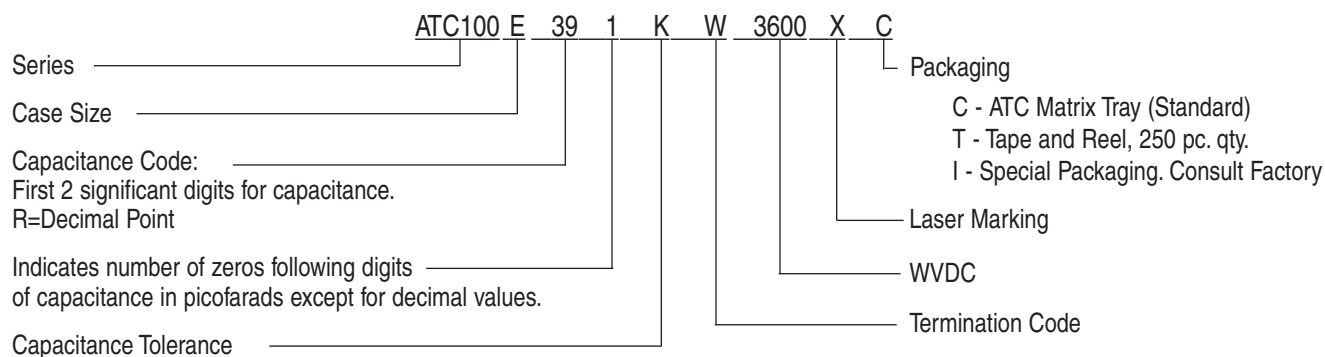 ATC100 E 39 1 K W 3600 X C
Series
Case Size
Capacitance Code:
First 2 significant digits for capacitance.
R=Decimal Point
Indicates number of zeros following digits
of capacitance in picofarads except for decimal values.
Capacitance Tolerance
Packaging
C - ATC Matrix Tray (Standard)
T - Tape and Reel, 250 pc. qty.
I - Special Packaging. Consult Factory
Laser Marking
WVDC
Termination Code